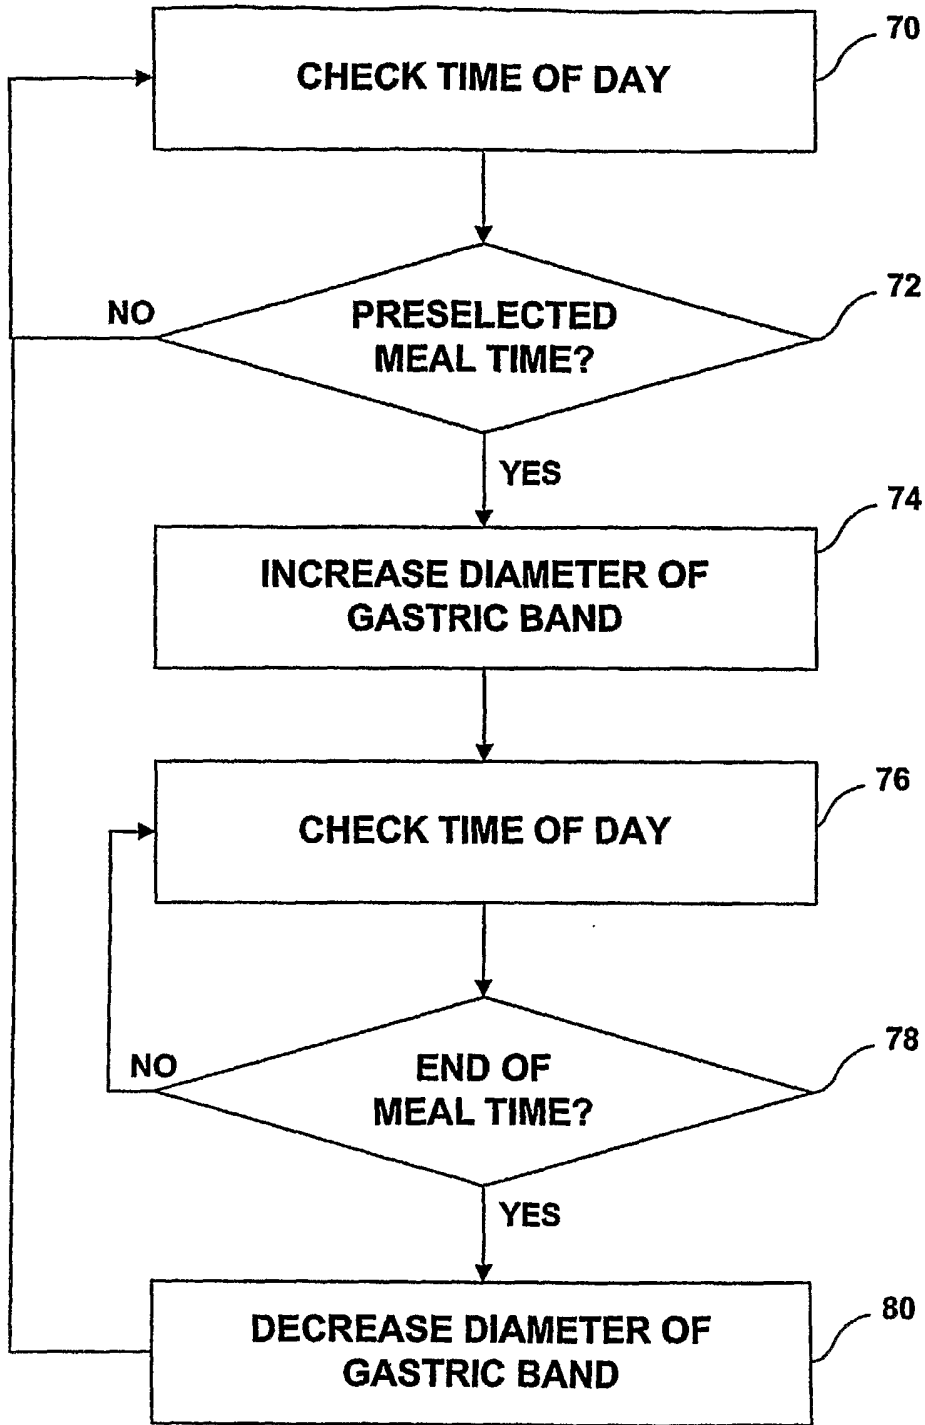 CHECK TIME OF DAY
70
PRESELECTED
MEAL TIME?
72
NO
YES
INCREASE DIAMETER OF
GASTRIC BAND
74
CHECK TIME OF DAY
76
END OF
MEAL TIME?
78
NO
YES
DECREASE DIAMETER OF
GASTRIC BAND
80